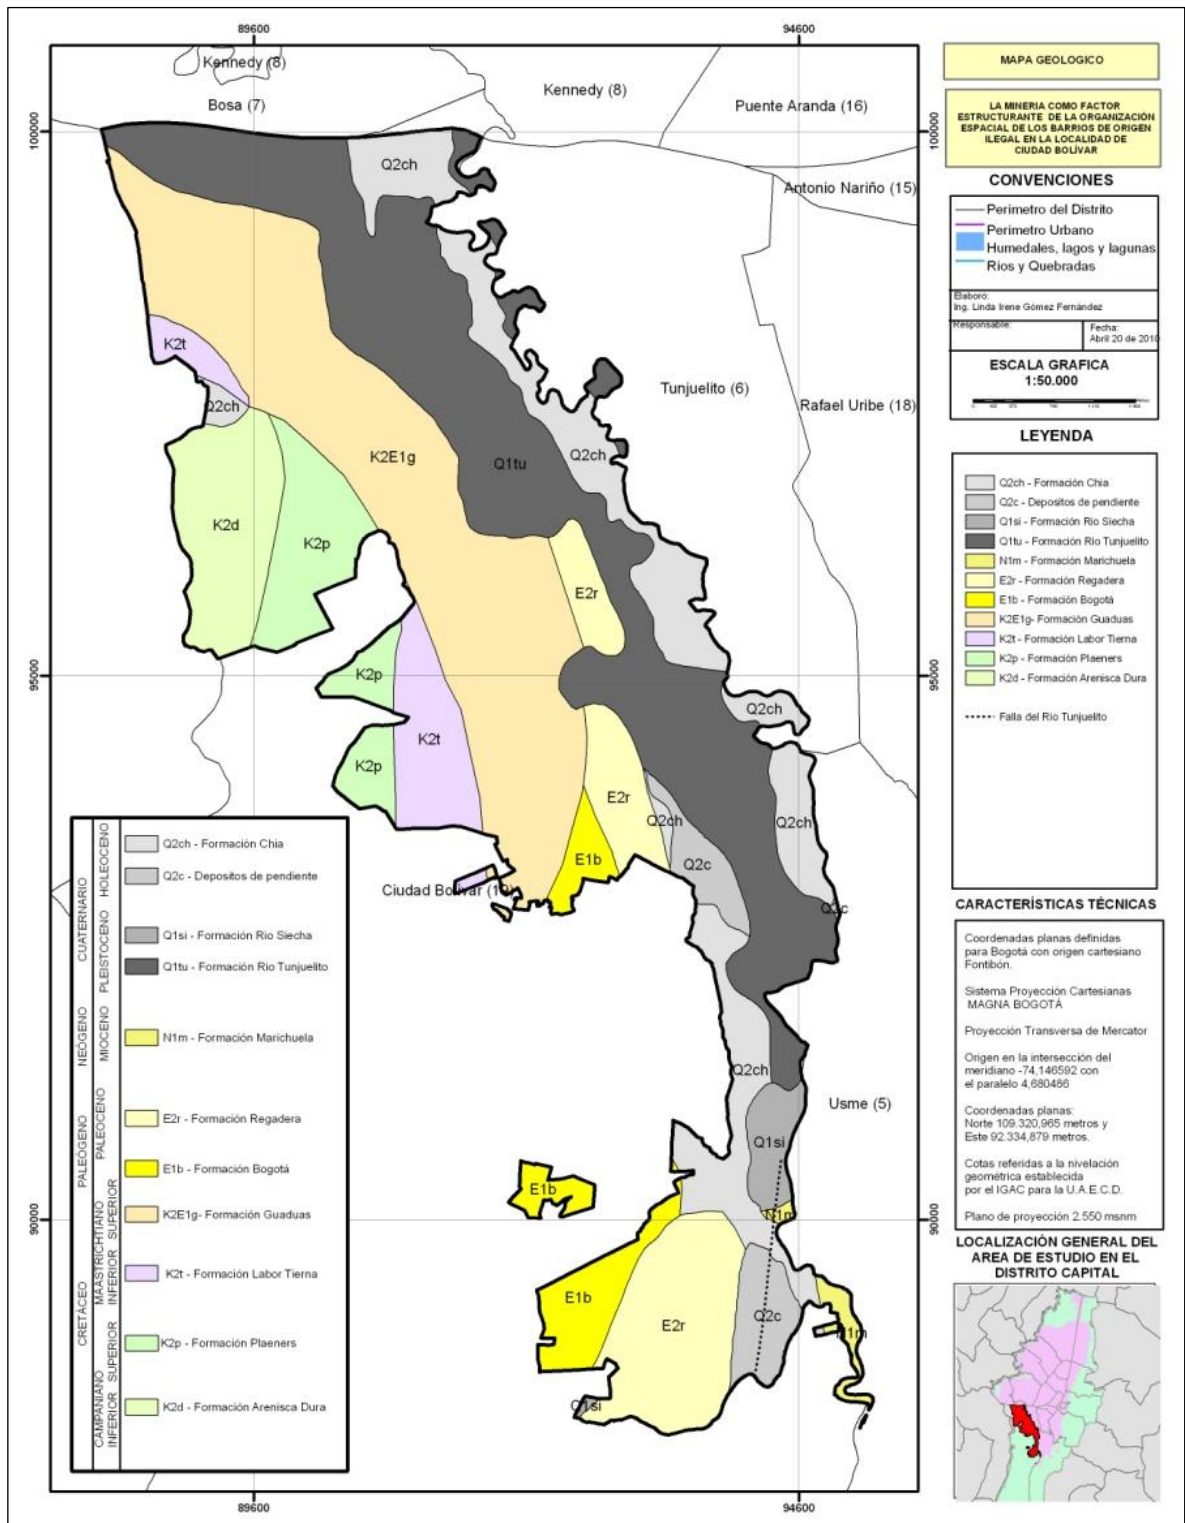 89600
94600
Kennedy (8)
Bosa (7)
Kennedy (8)
Puente Aranda (16)
100000
100000
Q2ch
Antonio Nariño (15)
K2t
Q2ch
Tunjuelito (6)
Rafael Uribe (18)
K2E1g
Q1tu
Q2ch
K2d
K2p
E2r
95000
95000
K2p
Q2ch
K2t
K2p
E2r
Q2ch
Q2ch
E1b
Q2c
Ciudad Bolívar (19)
Q2c
Q2ch
Usme (5)
Q1si
E1b
N1m
90000
E1b
E2r
Q2c
N1m
Q1si
89600
94600
CUATERNARIO
HOLEOCENO
PLEISTOCENO
NEÓGENO
MIOCENO
PALEÓGENO
PALEOCENO
CRETÁCEO
MAASTRICHTIANO
INFERIOR SUPERIOR
CAMPANIANO
INFERIOR SUPERIOR
Q2ch - Formación Chia
Q2c - Depositos de pendiente
Q1si - Formación Rio Siecha
Q1tu - Formación Rio Tunjuelito
N1m - Formación Marichuela
E2r - Formación Regadera
E1b - Formación Bogotá
K2E1g- Formación Guaduas
K2t - Formación Labor Tierna
K2p - Formación Plaeners
K2d - Formación Arenisca Dura
MAPA GEOLOGICO
LA MINERIA COMO FACTOR
ESTRUCTURANTE DE LA ORGANIZACIÓN
ESPACIAL DE LOS BARRIOS DE ORIGEN
ILEGAL EN LA LOCALIDAD DE
CIUDAD BOLÍVAR
CONVENCIONES
Perimetro del Distrito
Perimetro Urbano
Humedales, lagos y lagunas
Rios y Quebradas
Elaboró:
Ing. Linda Irene Gómez Fernández
Responsable:
Fecha:
Abril 20 de 2010
ESCALA GRAFICA
1:50.000
LEYENDA
Q2ch - Formación Chia
Q2c - Depositos de pendiente
Q1si - Formación Rio Siecha
Q1tu - Formación Rio Tunjuelito
N1m - Formación Marichuela
E2r - Formación Regadera
E1b - Formación Bogotá
K2E1g- Formación Guaduas
K2t - Formación Labor Tierna
K2p - Formación Plaeners
K2d - Formación Arenisca Dura
Falla del Rio Tunjuelito
CARACTERÍSTICAS TÉCNICAS
Coordenadas planas definidas
para Bogotá con origen cartesiano
Fontibón.
Sistema Proyección Cartesianas
MAGNA BOGOTÁ
Proyección Transversa de Mercator
Origen en la intersección del
meridiano -74,146592 con
el paralelo 4,680486
Coordenadas planas:
Norte 109.320,965 metros y
Este 92.334,879 metros.
Cotas referidas a la nivelación
geométrica establecida
por el IGAC para la U.A.E.C.D.
Plano de proyección 2.550 msnm
90000
LOCALIZACIÓN GENERAL DEL
AREA DE ESTUDIO EN EL
DISTRITO CAPITAL